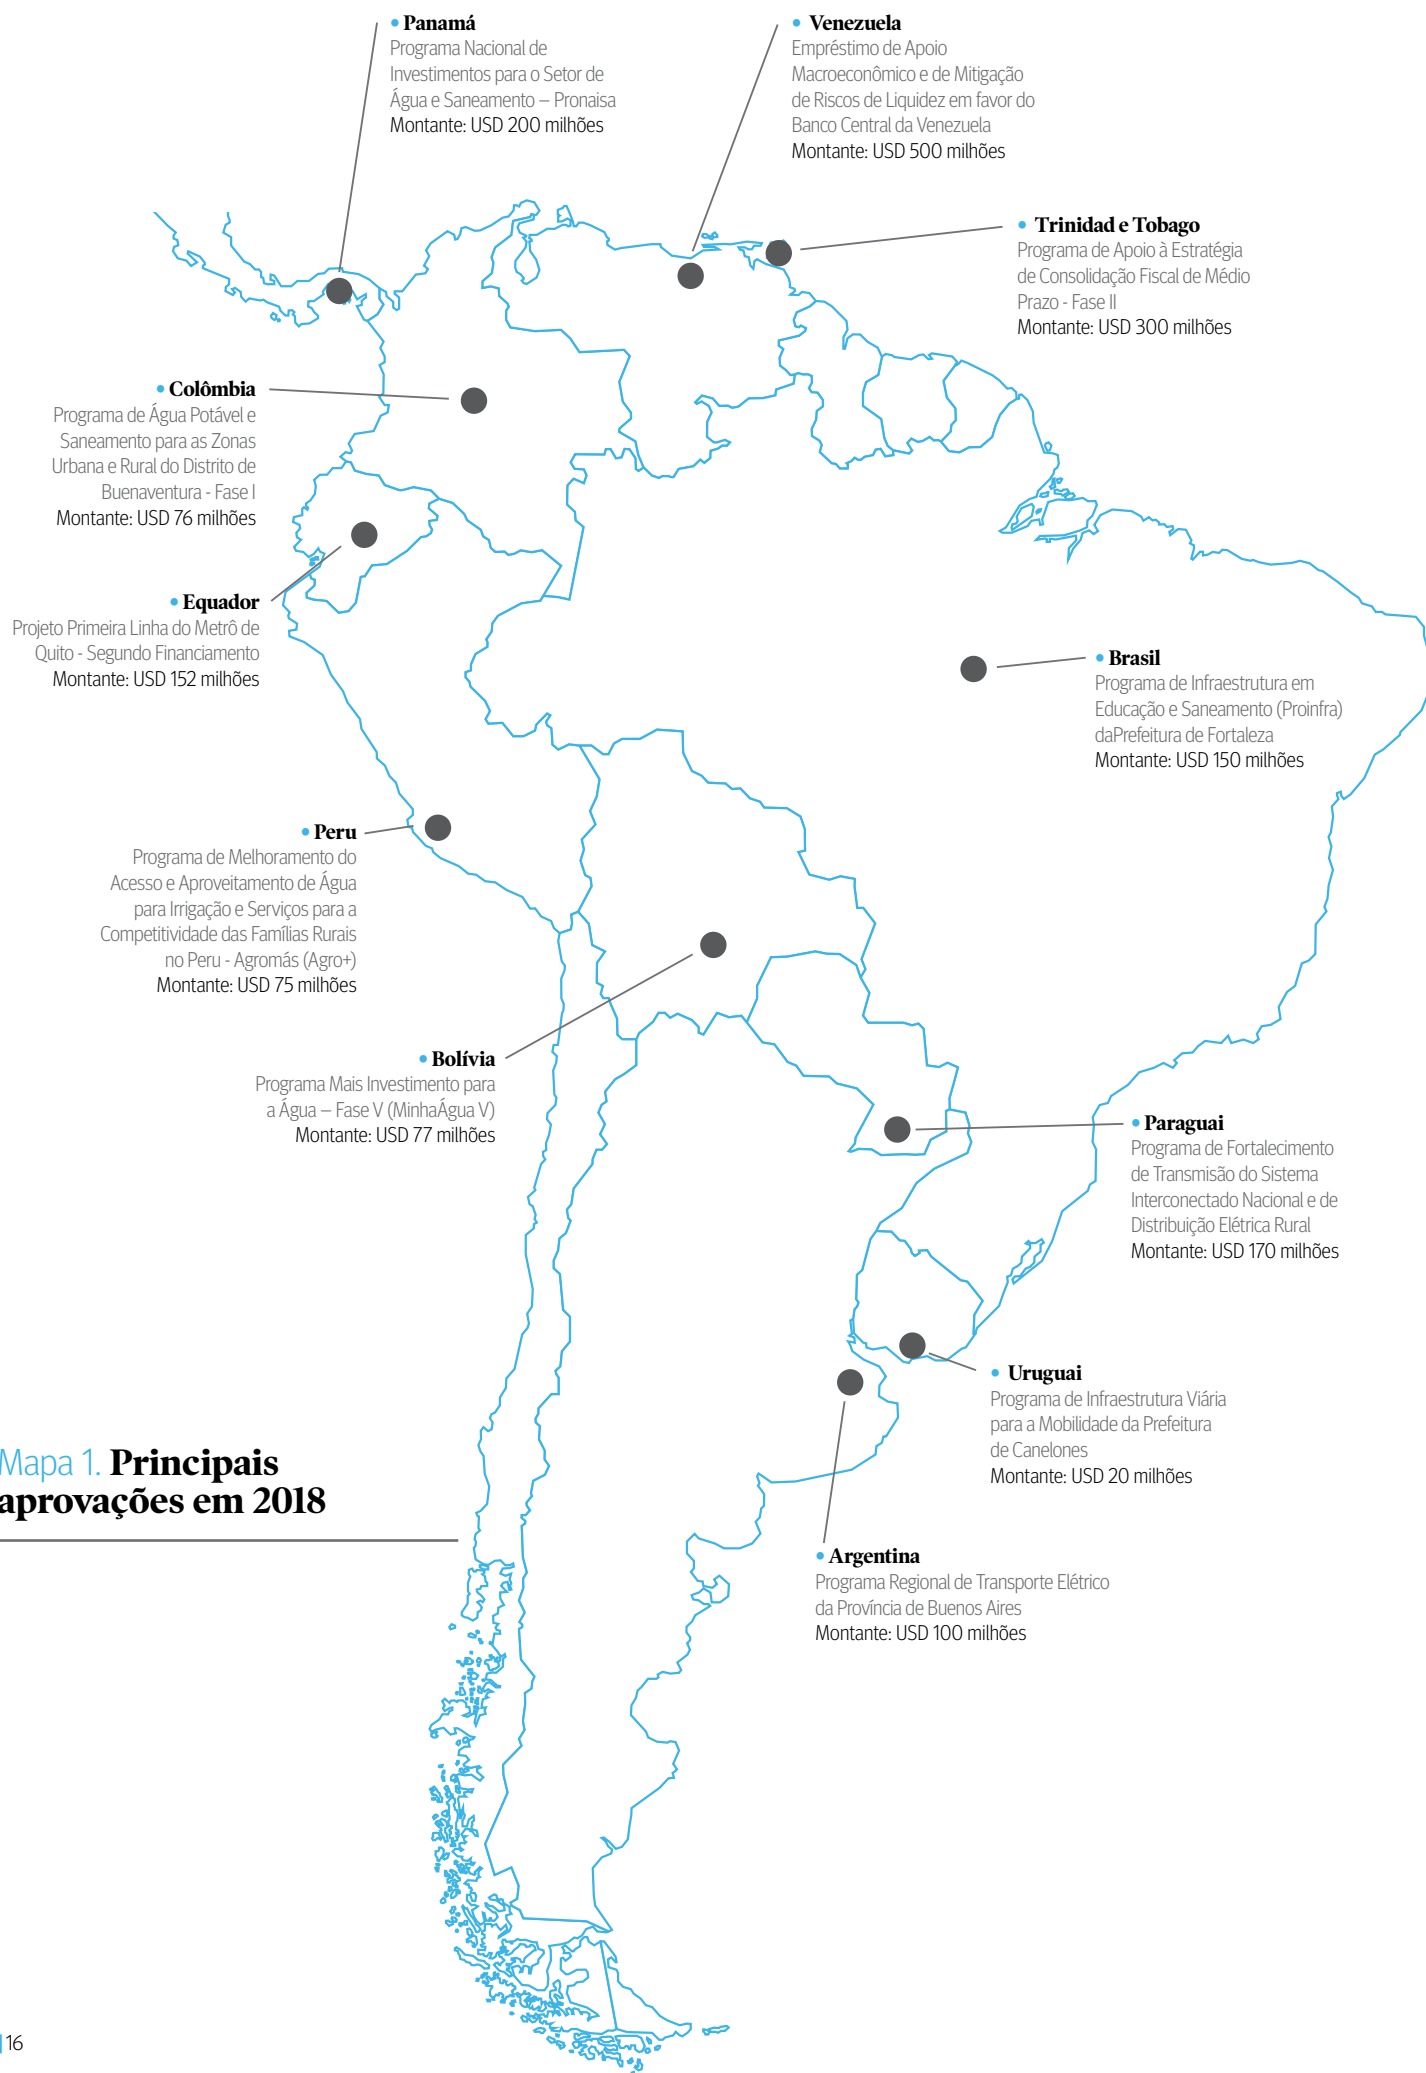 • Panamá
Programa Nacional de
Investimentos para o Setor de
Água e Saneamento – Pronaisa
Montante: USD 200 milhões
• Venezuela
Empréstimo de Apoio
Macroeconômico e de Mitigação
de Riscos de Liquidez em favor do
Banco Central da Venezuela
Montante: USD 500 milhões
• Trinidad e Tobago
Programa de Apoio à Estratégia
de Consolidação Fiscal de Médio
Prazo - Fase II
Montante: USD 300 milhões
• Colômbia
Programa de Água Potável e
Saneamento para as Zonas
Urbana e Rural do Distrito de
Buenaventura - Fase I
Montante: USD 76 milhões
• Equador
Projeto Primeira Linha do Metrô de
Quito - Segundo Financiamento
Montante: USD 152 milhões
• Brasil
Programa de Infraestrutura em
Educação e Saneamento (Proinfra)
daPrefeitura de Fortaleza
Montante: USD 150 milhões
• Peru
Programa de Melhoramento do
Acesso e Aproveitamento de Água
para Irrigação e Serviços para a
Competitividade das Famílias Rurais
no Peru - Agromás (Agro+)
Montante: USD 75 milhões
• Bolívia
Programa Mais Investimento para
a Água – Fase V (MinhaÁgua V)
Montante: USD 77 milhões
• Paraguai
Programa de Fortalecimento
de Transmisão do Sistema
Interconectado Nacional e de
Distribuição Elétrica Rural
Montante: USD 170 milhões
• Uruguai
Programa de Infraestrutura Viária
para a Mobilidade da Prefeitura
de Canelones
Montante: USD 20 milhões
Mapa 1. Principais
aprovações em 2018
• Argentina
Programa Regional de Transporte Elétrico
da Província de Buenos Aires
Montante: USD 100 milhões
16